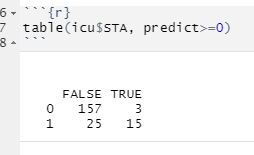 6 ```{r}
7 table(icu$STA, predict>=0)
8 ```
FALSE TRUE
0 157 3
1 25 15